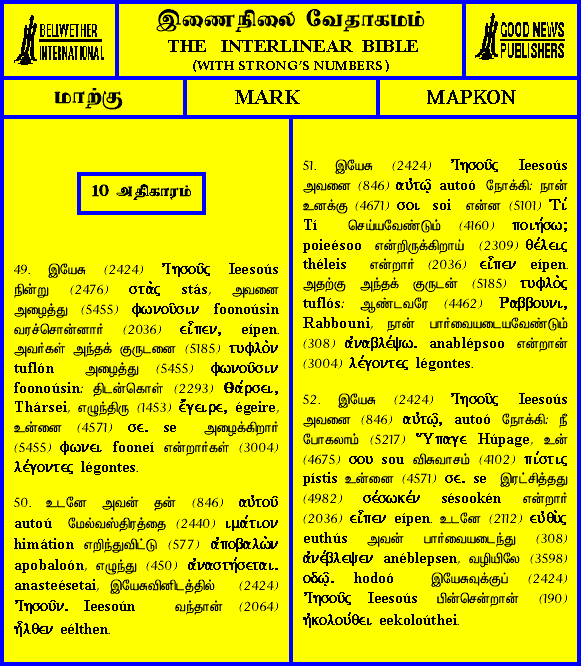 BELLWETHER
INTERNATIONAL
இணைநிலை வேதாகமம்
THE INTERLINEAR BIBLE
(WITH STRONG'S NUMBERS)
GOOD NEWS
PUBLISHERS
மாற்கு
MARK
ΜΑΡΚΟΝ
10 அதிகாரம்
49. இயேசு (2424) Ἰησοῦς Ieesoús
நின்று (2476) στὰς stás, அவனை
அழைத்து (5455) φωνοῦσιν foonoúsin
வரச்சொன்னார் (2036) εἶπεν, eípen.
அவர்கள் அந்தக் குருடனை (5185) τυφλὸν
tuflón அழைத்து (5455) φωνοῦσιν
foonoúsin: திடன்கொள் (2293) Θάρσει,
Thársei, எழுந்திரு (1453) ἔγειρε, égeire,
உன்னை (4571) σε. se அழைக்கிறார்
(5455) φωνει fooneí என்றார்கள் (3004)
λέγοντες légontes.
50. உடனே அவன் தன் (846) αὐτοῦ
autoú மேல்வஸ்திரத்தை (2440) ιμάτιον
himátion எறிந்துவிட்டு (577) ἀποβαλὼν
apobaloón, எழுந்து (450) ἀναστήσεται.
anasteésetai, இயேசுவினிடத்தில் (2424)
Ἰησοῦν. Ieesoún வந்தான் (2064)
ἦλθεν eélthen.
51. இயேசு (2424) Ἰησοῦς Ieesoús
அவனை (846) αὐτῷ autoó நோக்கி: நான்
உனக்கு (4671) σοι soi என்ன (5101) Τί
Tí செய்யவேண்டும் (4160) ποιήσω;
poieésoo என்றிருக்கிறாய் (2309) θέλεις
théleis என்றார் (2036) εἶπεν eípen.
அதற்கு அந்தக் குருடன் (5185) τυφλὸς
tuflós: ஆண்டவரே (4462) Ραββουνι,
Rabbouni, நான் பார்வையடையவேண்டும்
(308) ἀναβλέψω. anablépsoo என்றான்
(3004) λέγοντες légontes.
52. இயேசு (2424) Ἰησοῦς Ieesoús
அவனை (846) αὐτῷ, autoó நோக்கி: நீ
போகலாம் (5217) Ὕπαγε Húpage, உன்
(4675) σου sou விசுவாசம் (4102) πίστις
pístis உன்னை (4571) σε. se இரட்சித்தது
(4982) σέσωκέν sésookén என்றார்
(2036) εἶπεν eípen. உடனே (2112) εὐθὺς
euthús அவன் பார்வையடைந்து (308)
ἀνέβλεψεν anéblepsen, வழியிலே (3598)
οδῷ. hodoó இயேசுவுக்குப் (2424)
Ἰησοῦς Ieesoús பின்சென்றான் (190)
ἠκολούθει eekoloúthei.